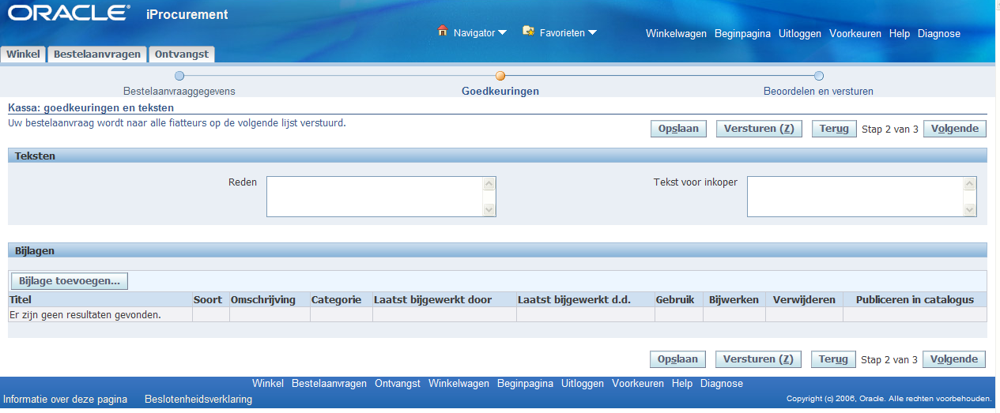 ORACLE® iProcurement
Navigator Favorieten Winkelwagen Beginpagina Uitloggen Voorkeuren Help Diagnose
Winkel Bestelaanvragen Ontvangst
Bestelaanvraaggegevens Goedkeuringen Beoordelen en versturen
Kassa: goedkeuringen en teksten
Uw bestelaanvraag wordt naar alle fiatteurs op de volgende lijst verstuurd.
Opslaan Versturen (Z) Terug Stap 2 van 3 Volgende
Teksten
Reden Tekst voor inkoper
Bijlagen
Bijlage toevoegen...
Titel Soort Omschrijving Categorie Laatst bijgewerkt door Laatst bijgewerkt d.d. Gebruik Bijwerken Verwijderen Publiceren in catalogus
Er zijn geen resultaten gevonden.
Opslaan Versturen (Z) Terug Stap 2 van 3 Volgende
Winkel Bestelaanvragen Ontvangst Winkelwagen Beginpagina Uitloggen Voorkeuren Help Diagnose
Informatie over deze pagina Beslotenheidsverklaring Copyright (c) 2006, Oracle. Alle rechten voorbehouden.